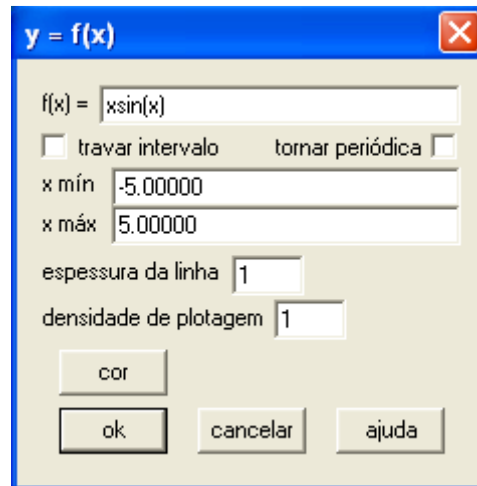 y = f(x)
f(x) = xsin(x)
travar intervalo tornar periódica
x mín -5.00000
x máx 5.00000
espessura da linha 1
densidade de plotagem 1
cor
ok cancelar ajuda